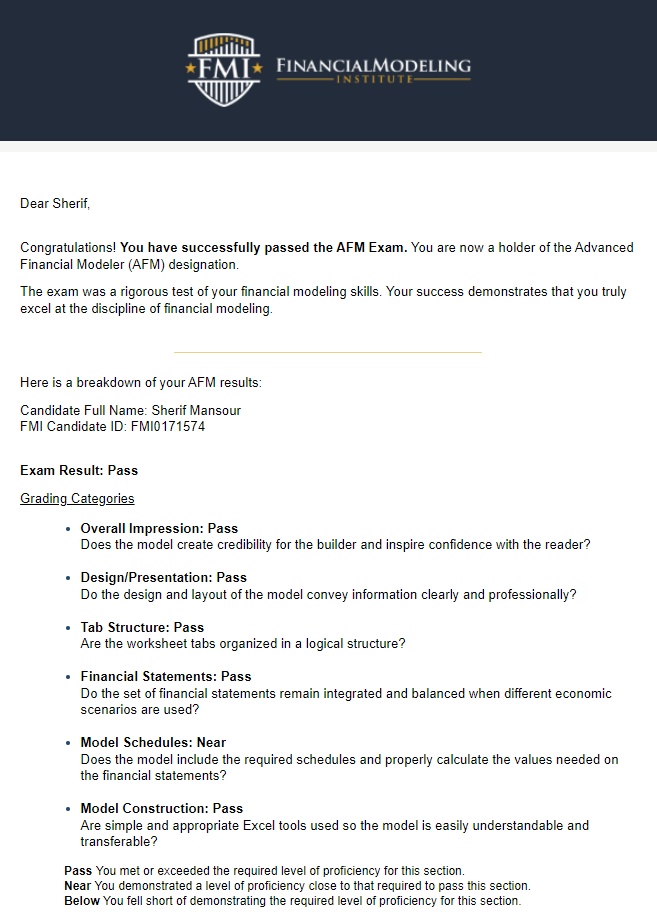 FMI FINANCIALMODELING
INSTITUTE
Dear Sherif,
Congratulations! You have successfully passed the AFM Exam. You are now a holder of the Advanced
Financial Modeler (AFM) designation.
The exam was a rigorous test of your financial modeling skills. Your success demonstrates that you truly
excel at the discipline of financial modeling.
Here is a breakdown of your AFM results:
Candidate Full Name: Sherif Mansour
FMI Candidate ID: FMI0171574
Exam Result: Pass
Grading Categories
• Overall Impression: Pass
Does the model create credibility for the builder and inspire confidence with the reader?
• Design/Presentation: Pass
Do the design and layout of the model convey information clearly and professionally?
• Tab Structure: Pass
Are the worksheet tabs organized in a logical structure?
• Financial Statements: Pass
Do the set of financial statements remain integrated and balanced when different economic
scenarios are used?
• Model Schedules: Near
Does the model include the required schedules and properly calculate the values needed on
the financial statements?
• Model Construction: Pass
Are simple and appropriate Excel tools used so the model is easily understandable and
transferable?
Pass You met or exceeded the required level of proficiency for this section.
Near You demonstrated a level of proficiency close to that required to pass this section.
Below You fell short of demonstrating the required level of proficiency for this section.